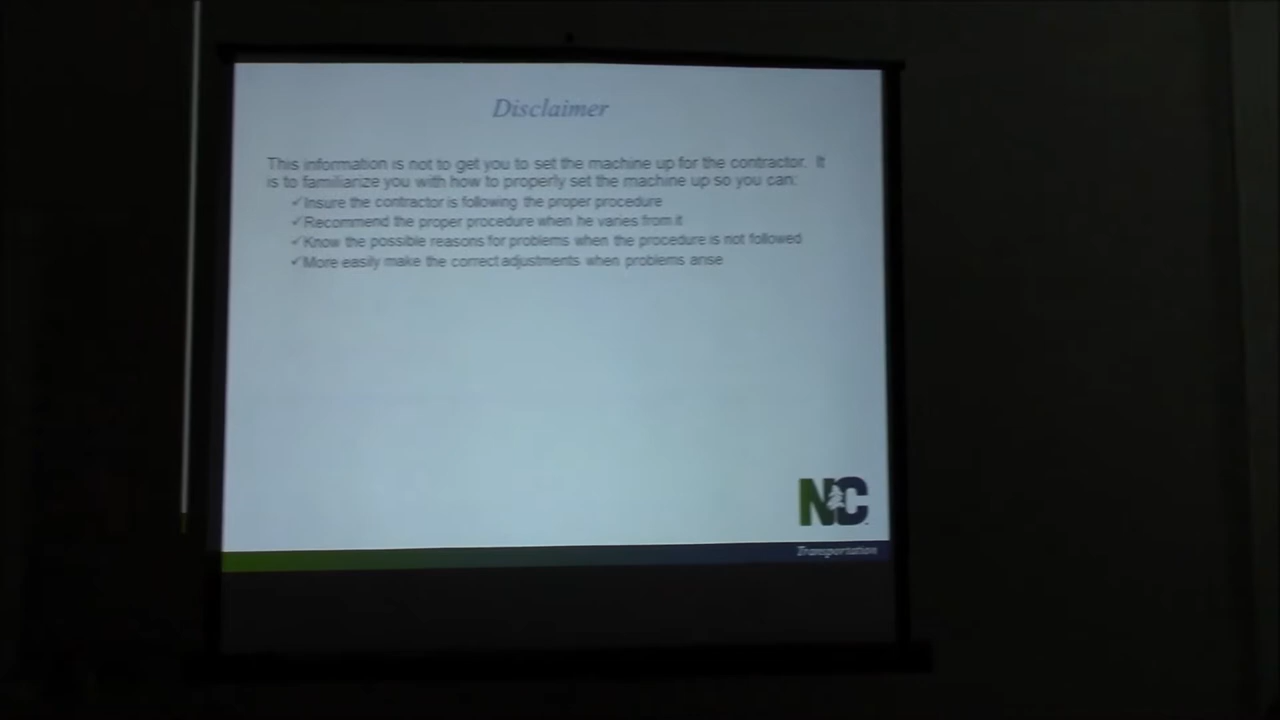 Disclaimer
This information is not to get you to set the machine up for the contractor. It
is to familiarize you with how to properly set the machine up so you can:
✓Insure the contractor is following the proper procedure
✓Recommend the proper procedure when he varies from it
✓Know the possible reasons for problems when the procedure is not followed
✓More easily make the correct adjustments when problems arise
NC
Transportation